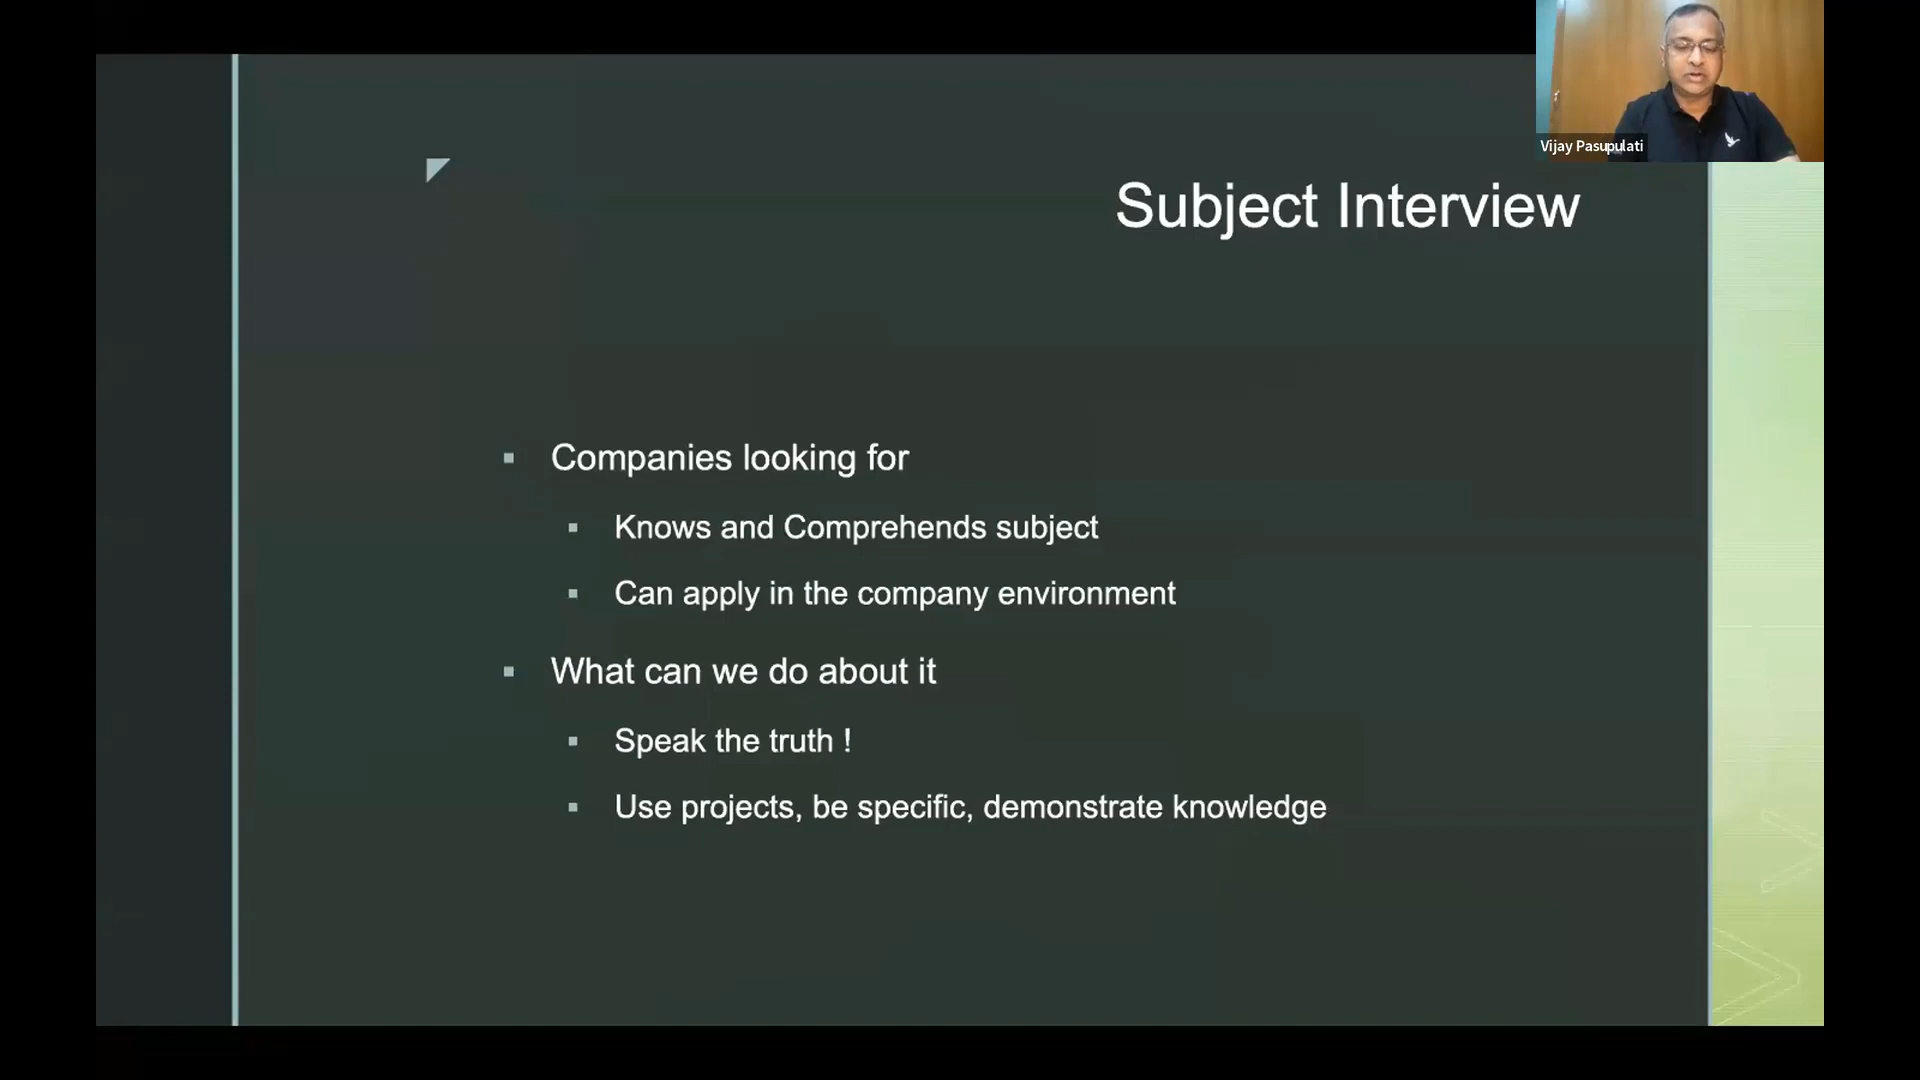 Vijay Pasupulati
Subject Interview
Companies looking for
Knows and Comprehends subject
Can apply in the company environment
What can we do about it
Speak the truth !
Use projects, be specific, demonstrate knowledge